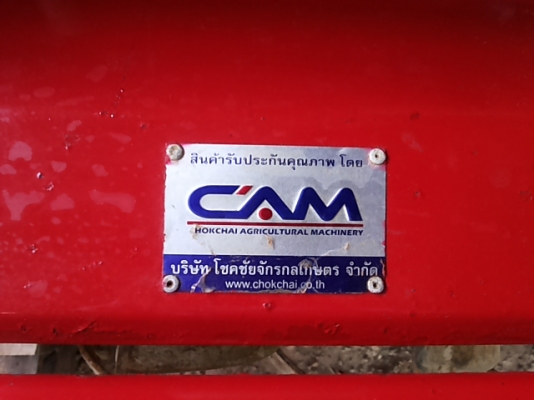 สินค้ารับประกันคุณภาพ โดย
CAM
HOKCHAI AGRICULTURAL MACHINERY
บริษัท โชคชัยจักรกลเกษตร จำกัด
www.chokchai.co.th